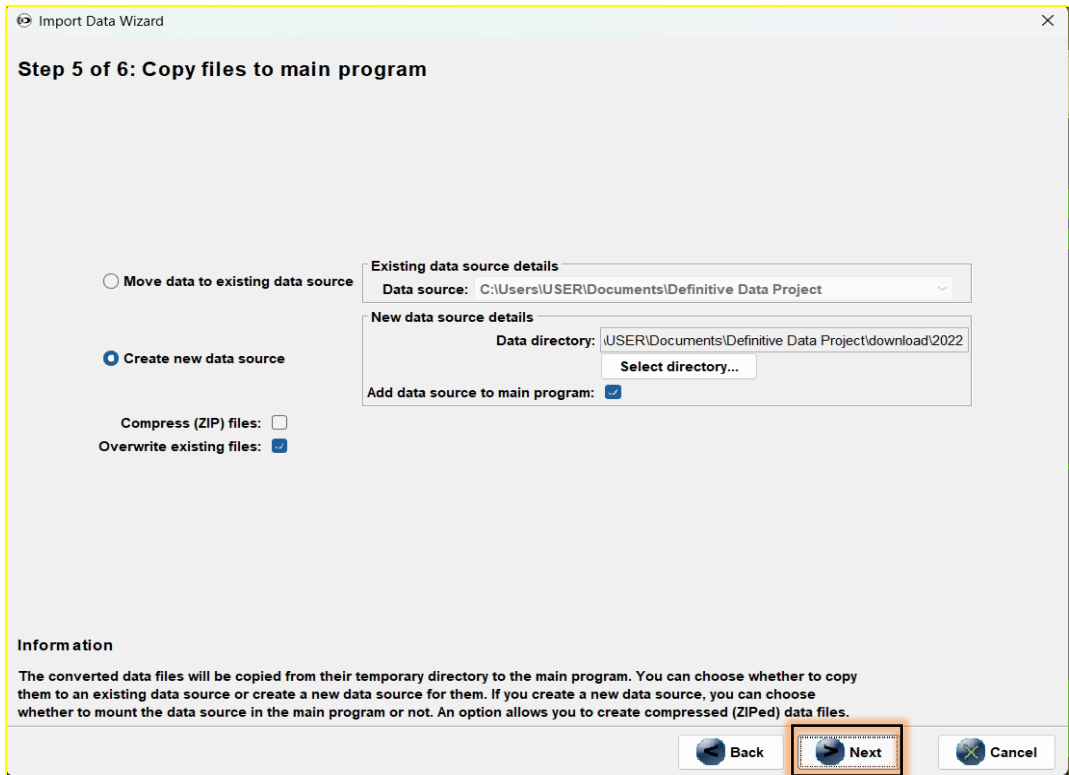 Import Data Wizard
Step 5 of 6: Copy files to main program
Move data to existing data source
Existing data source details
Data source: C:\Users\USER\Documents\Definitive Data Project
New data source details
Data directory: \USER\Documents\Definitive Data Project\download\2022
Create new data source
Select directory...
Add data source to main program:
Compress (ZIP) files:
Overwrite existing files:
Information
The converted data files will be copied from their temporary directory to the main program. You can choose whether to copy
them to an existing data source or create a new data source for them. If you create a new data source, you can choose
whether to mount the data source in the main program or not. An option allows you to create compressed (ZIPed) data files.
Back Next Cancel